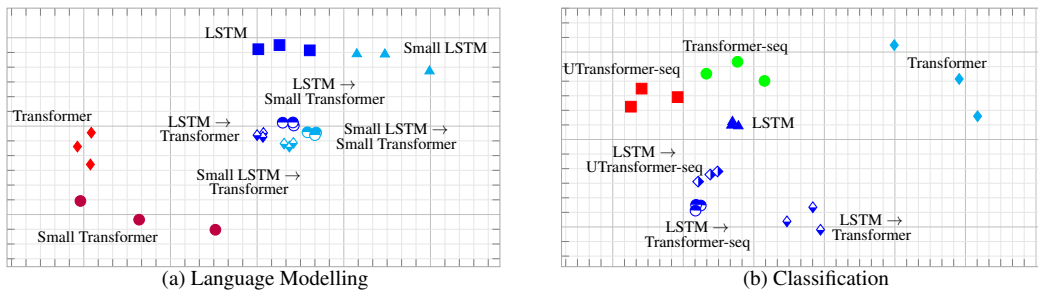 LSTM
Small LSTM
LSTM →
Small Transformer
Transformer
LSTM →
Transformer
Small LSTM →
Small Transformer
Small LSTM →
Transformer
Small Transformer
(a) Language Modelling
Transformer-seq
UTransformer-seq
Transformer
LSTM
LSTM →
UTransformer-seq
LSTM →
Transformer-seq
LSTM →
Transformer
(b) Classification